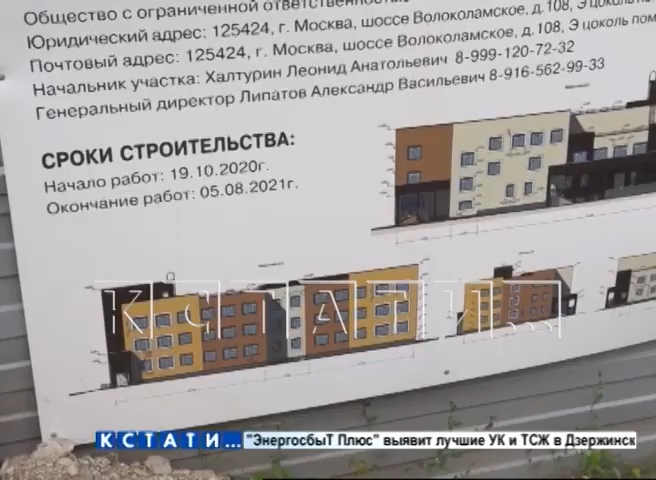 Общество с ограниченной ответственностью
Юридический адрес: 125424, г. Москва, шоссе Волоколамское, д.108, Э цоколь
Почтовый адрес: 125424, г. Москва, шоссе Волоколамское, д.108, Э цоколь пом
Начальник участка: Халтурин Леонид Анатольевич 8-999-120-72-32
Генеральный директор Липатов Александр Васильевич 8-916-562-99-33
СРОКИ СТРОИТЕЛЬСТВА:
Начало работ: 19.10.2020г.
Окончание работ: 05.08.2021г.
КСТАТИ...
КСТАТИ... "ЭнергосбыТ Плюс" выявит лучшие УК и ТСЖ в Дзержинск